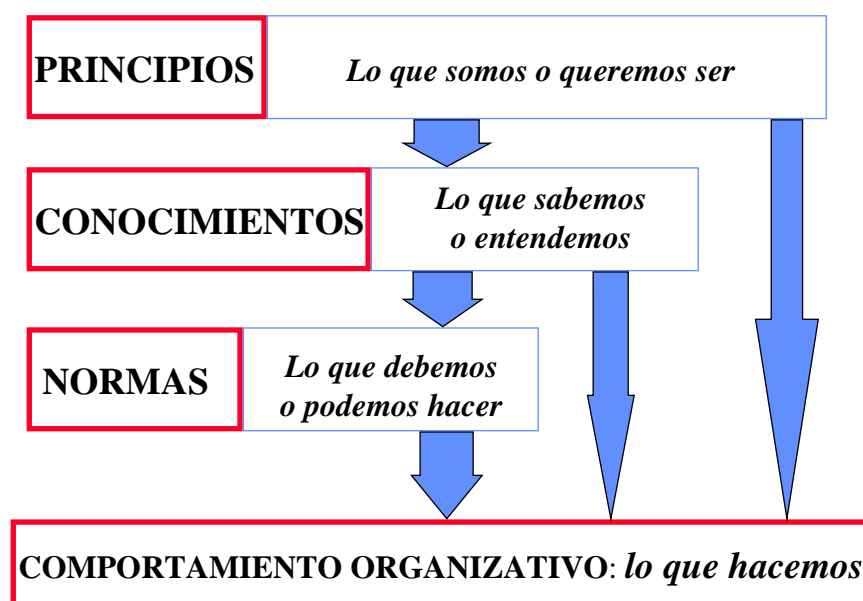 PRINCIPIOS
Lo que somos o queremos ser
CONOCIMIENTOS
Lo que sabemos
o entendemos
NORMAS
Lo que debemos
o podemos hacer
COMPORTAMIENTO ORGANIZATIVO: lo que hacemos